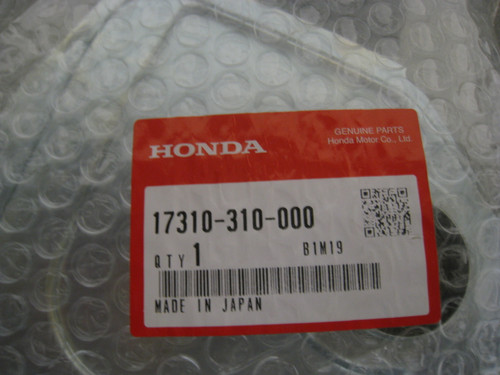 HONDA
GENUINE PARTS
Honda Motor Co., Ltd.
17310-310-000
QTY 1 B1M19
MADE IN JAPAN